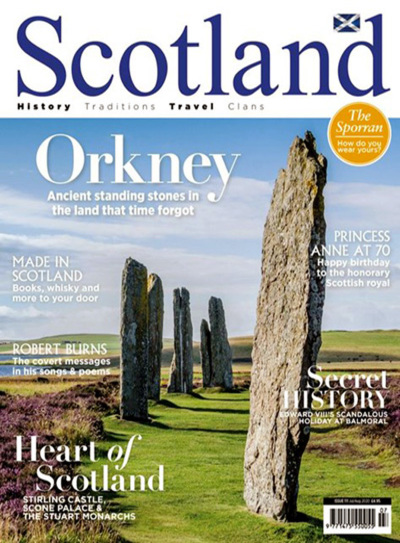 Scotland
History Traditions Travel Clans
The
Sporran
How do you
wear yours?
Orkney
Ancient standing stones in
the land that time forgot
PRINCESS
ANNE AT 70
Happy birthday
to the honorary
Scottish royal
MADE IN
SCOTLAND
Books, whisky and
more to your door
ROBERT BURNS
The covert messages
in his songs & poems
Secret
HISTORY
EDWARD VIII'S SCANDALOUS
HOLIDAY AT BALMORAL
Heart of
Scotland
STIRLING CASTLE,
SCONE PALACE &
THE STUART MONARCHS
07